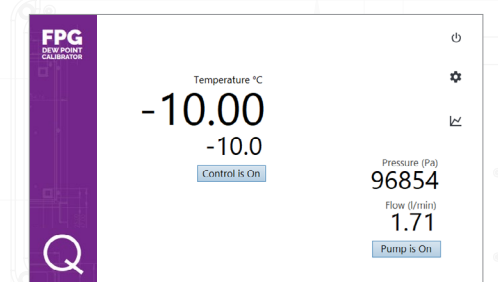 FPG
DEW POINT
CALIBRATOR
Temperature °C
-10.00
-10.0
Control is On
Pressure (Pa)
96854
Flow (l/min)
1.71
Pump is On
Q